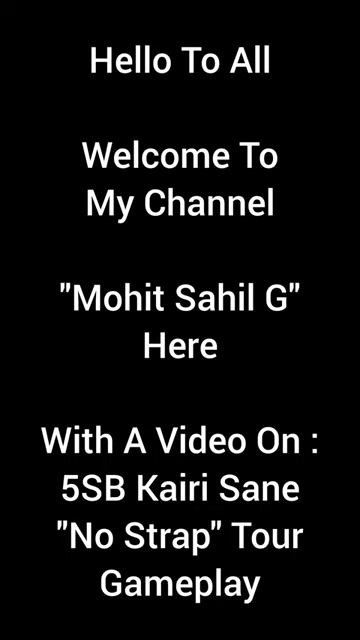 Hello To All
Welcome To
My Channel
"Mohit Sahil G"
Here
With A Video On :
5SB Kairi Sane
"No Strap" Tour
Gameplay